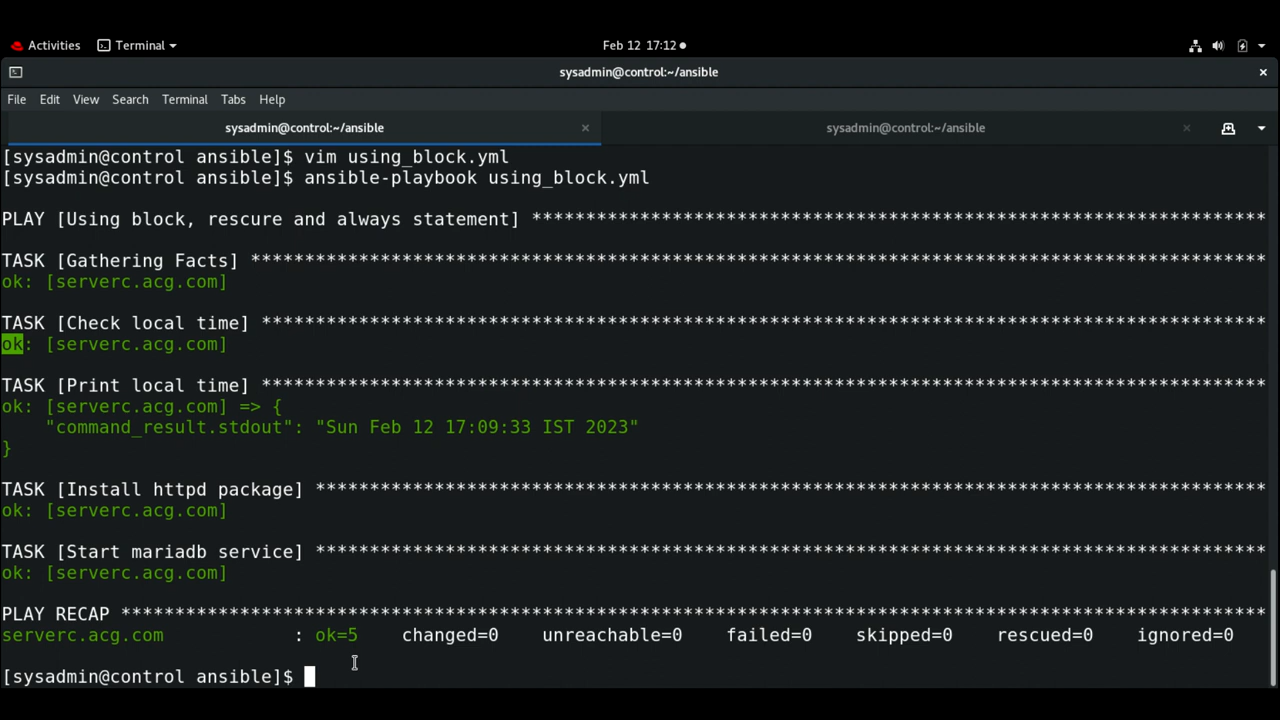 Activities Terminal Feb 12 17:12
sysadmin@control:~/ansible
File Edit View Search Terminal Tabs Help
sysadmin@control:~/ansible sysadmin@control:~/ansible
[sysadmin@control ansible]$ vim using_block.yml
[sysadmin@control ansible]$ ansible-playbook using_block.yml
PLAY [Using block, rescure and always statement] ********************************************************************
TASK [Gathering Facts] **********************************************************************************************
ok: [serverc.acg.com]
TASK [Check local time] *********************************************************************************************
ok: [serverc.acg.com]
TASK [Print local time] *********************************************************************************************
ok: [serverc.acg.com] => {
    "command_result.stdout": "Sun Feb 12 17:09:33 IST 2023"
}
TASK [Install httpd package] ****************************************************************************************
ok: [serverc.acg.com]
TASK [Start mariadb service] ****************************************************************************************
ok: [serverc.acg.com]
PLAY RECAP **********************************************************************************************************
serverc.acg.com : ok=5 changed=0 unreachable=0 failed=0 skipped=0 rescued=0 ignored=0
[sysadmin@control ansible]$